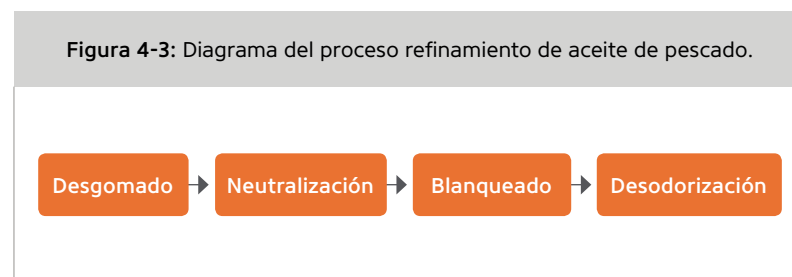 Figura 4-3: Diagrama del proceso refinamiento de aceite de pescado.
Desgomado
Neutralización
Blanqueado
Desodorización